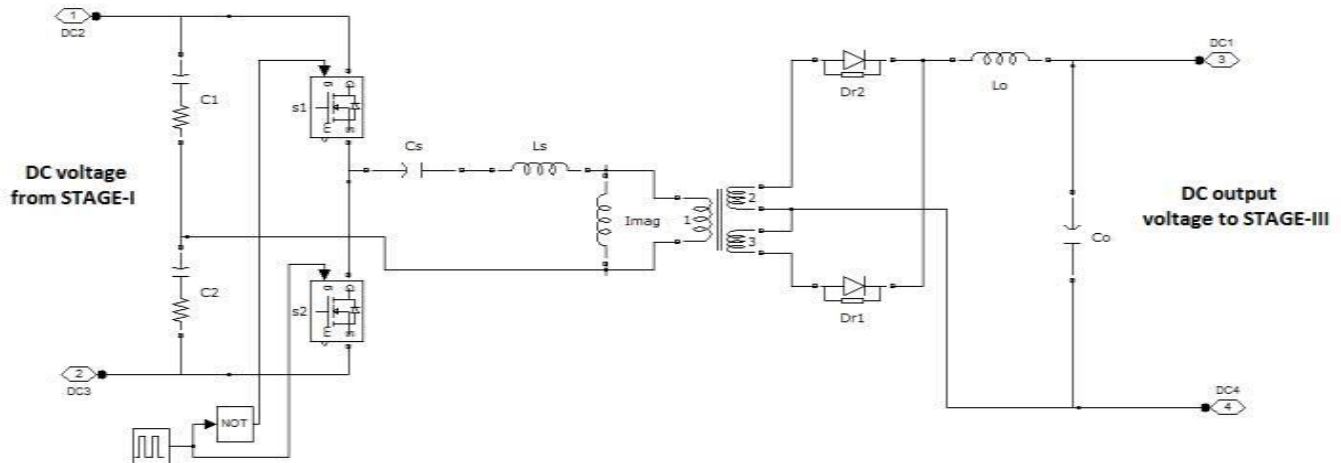 1
DC2
C1
g
s1
m
DC voltage
from STAGE-I
Cs
Ls
Imag
1
2
3
Dr2
Lo
DC1
3
DC output
voltage to STAGE-III
Co
C2
g
s2
m
Dr1
2
DC3
DC4
4
NOT